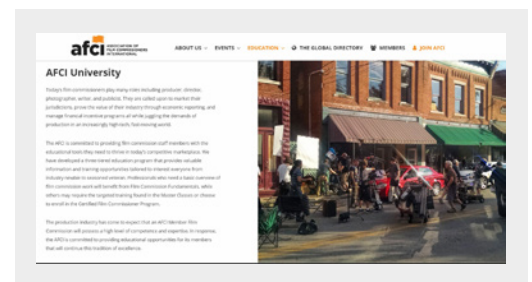 afci ASSOCIATION OF
FILM COMMISSIONERS
INTERNATIONAL
ABOUT US EVENTS EDUCATION THE GLOBAL DIRECTORY MEMBERS JOIN AFCI
AFCI University
Today's film commissioners play many roles including producer, director,
photographer, writer, and publicist. They are called upon to market their
jurisdictions, prove the value of their industry through economic reporting, and
manage financial incentive programs all while juggling the demands of
production in an increasingly high-tech, fast-moving world.
The AFCI is committed to providing film commission staff members with the
educational tools they need to thrive in today's competitive marketplace. We
have developed a three-tiered education program that provides valuable
information and training opportunities tailored to interest everyone from
industry newbie to seasoned veteran. Professionals who need a basic overview of
film commission work will benefit from Film Commission Fundamentals, while
others may require the targeted training found in the Master Classes or choose
to enroll in the Certified Film Commissioner Program.
The production industry has come to expect that an AFCI Member Film
Commission will possess a high level of competence and expertise. In response,
the AFCI is committed to providing educational opportunities for its members
that will continue this tradition of excellence.